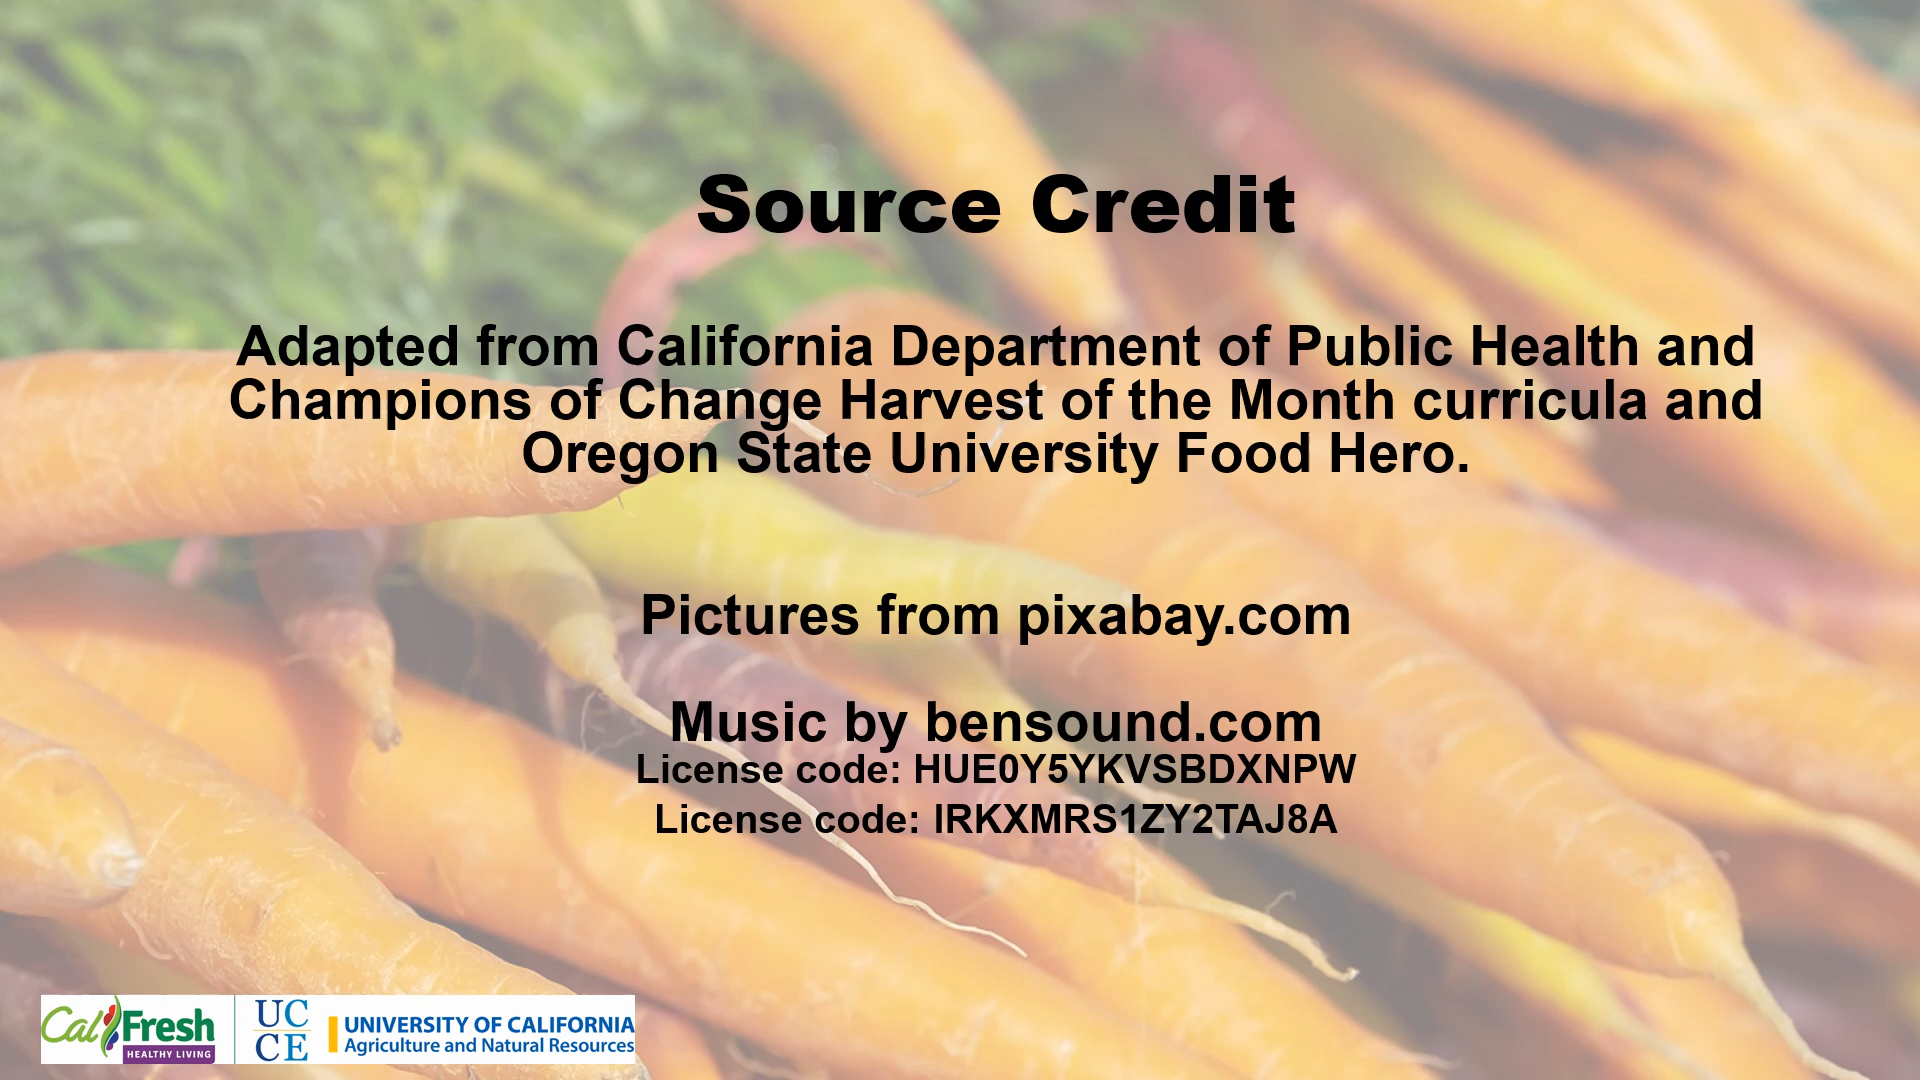 Source Credit
Adapted from California Department of Public Health and
Champions of Change Harvest of the Month curricula and
Oregon State University Food Hero.
Pictures from pixabay.com
Music by bensound.com
License code: HUE0Y5YKVSBDXNPW
License code: IRKXMRS1ZY2TAJ8A
CalFresh
HEALTHY LIVING
UC
CE
UNIVERSITY OF CALIFORNIA
Agriculture and Natural Resources